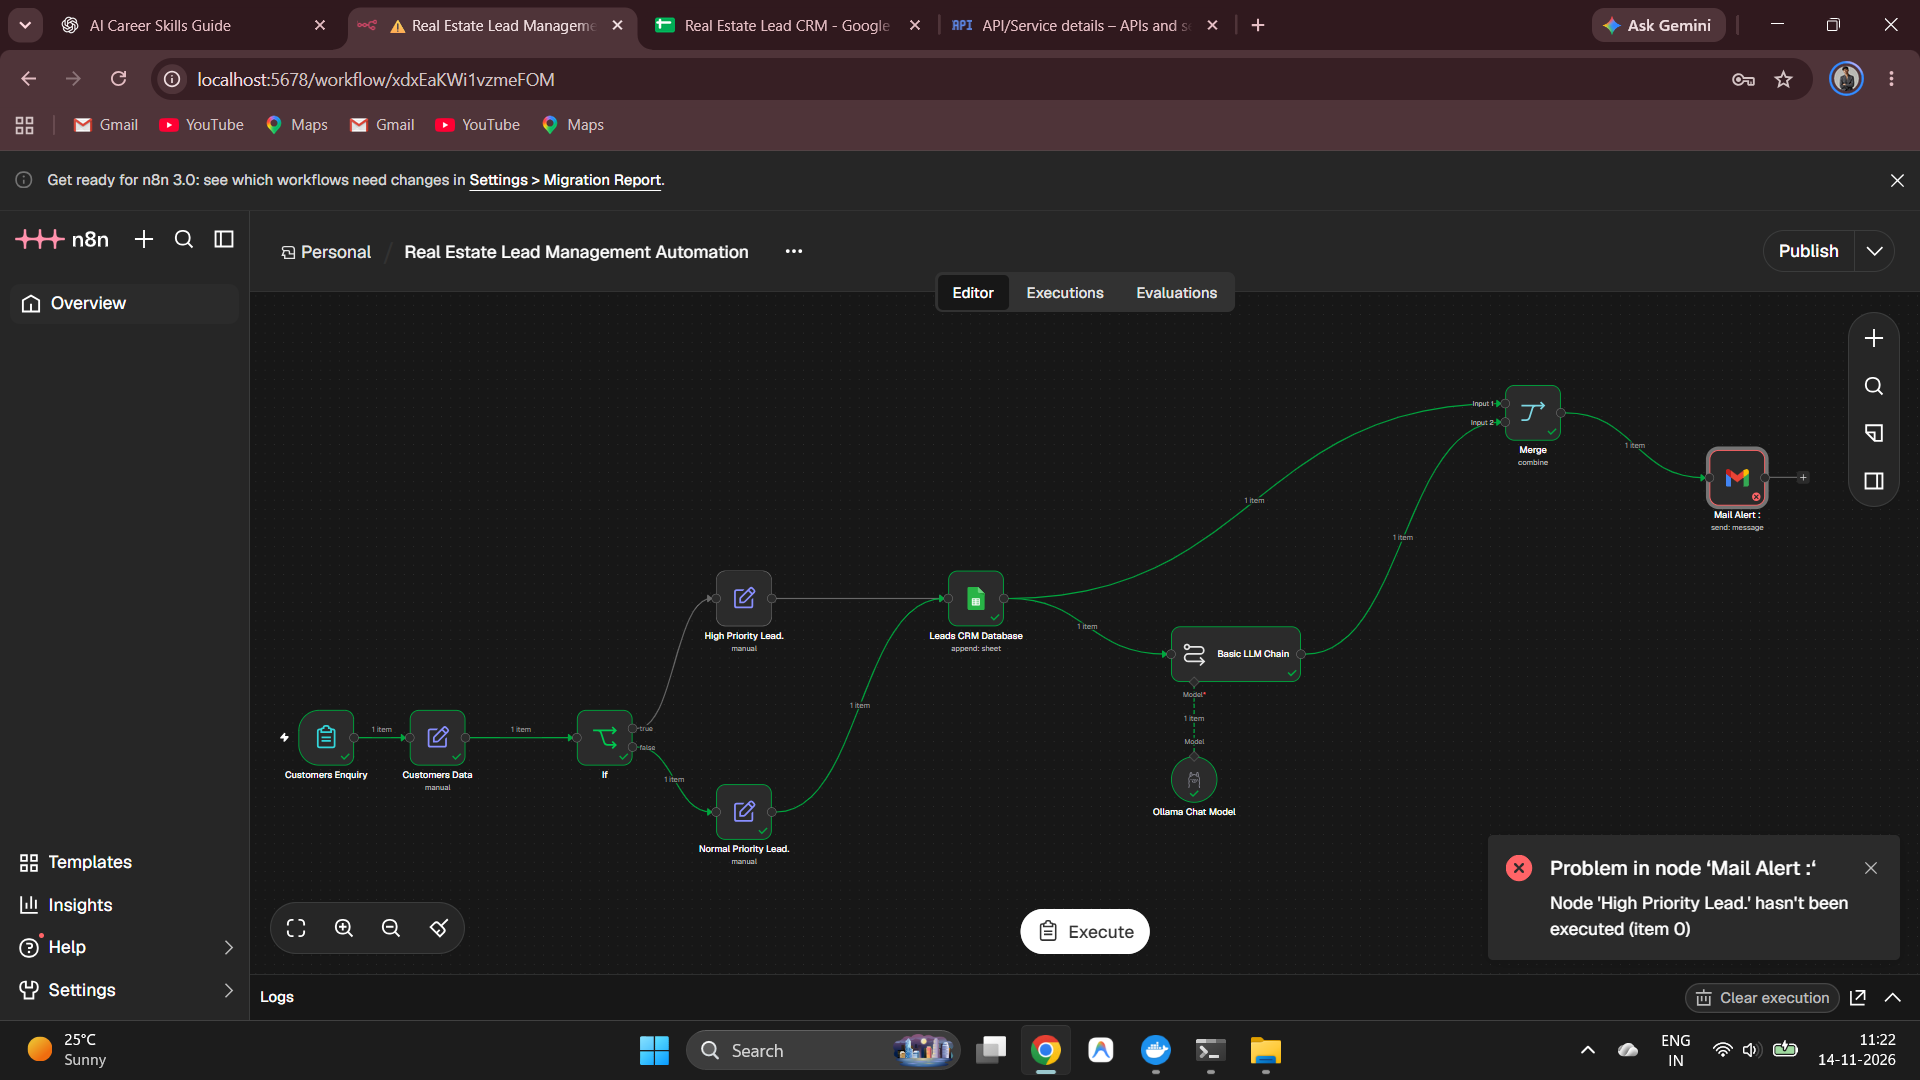 AI Career Skills Guide
Real Estate Lead Manageme
Real Estate Lead CRM - Google
API
API/Service details – APIs and se
Ask Gemini
localhost:5678/workflow/xdxEaKWi1vzmeFOM
Gmail
YouTube
Maps
Gmail
YouTube
Maps
Get ready for n8n 3.0: see which workflows need changes in Settings > Migration Report.
n8n
Personal / Real Estate Lead Management Automation
Publish
Editor
Executions
Evaluations
Overview
Input 1
Input 2
Merge
combine
1 item
Mail Alert :
send: message
1 item
1 item
High Priority Lead.
manual
Leads CRM Database
append: sheet
1 item
Basic LLM Chain
Model*
1 item
Model
Ollama Chat Model
1 item
Customers Enquiry
1 item
Customers Data
manual
1 item
If
true
false
1 item
Normal Priority Lead.
manual
Templates
Insights
Help
Settings
Execute
Problem in node ‘Mail Alert :‘
Node 'High Priority Lead.' hasn't been
executed (item 0)
Logs
Clear execution
25°C
Sunny
Search
ENG
IN
11:22
14-11-2026